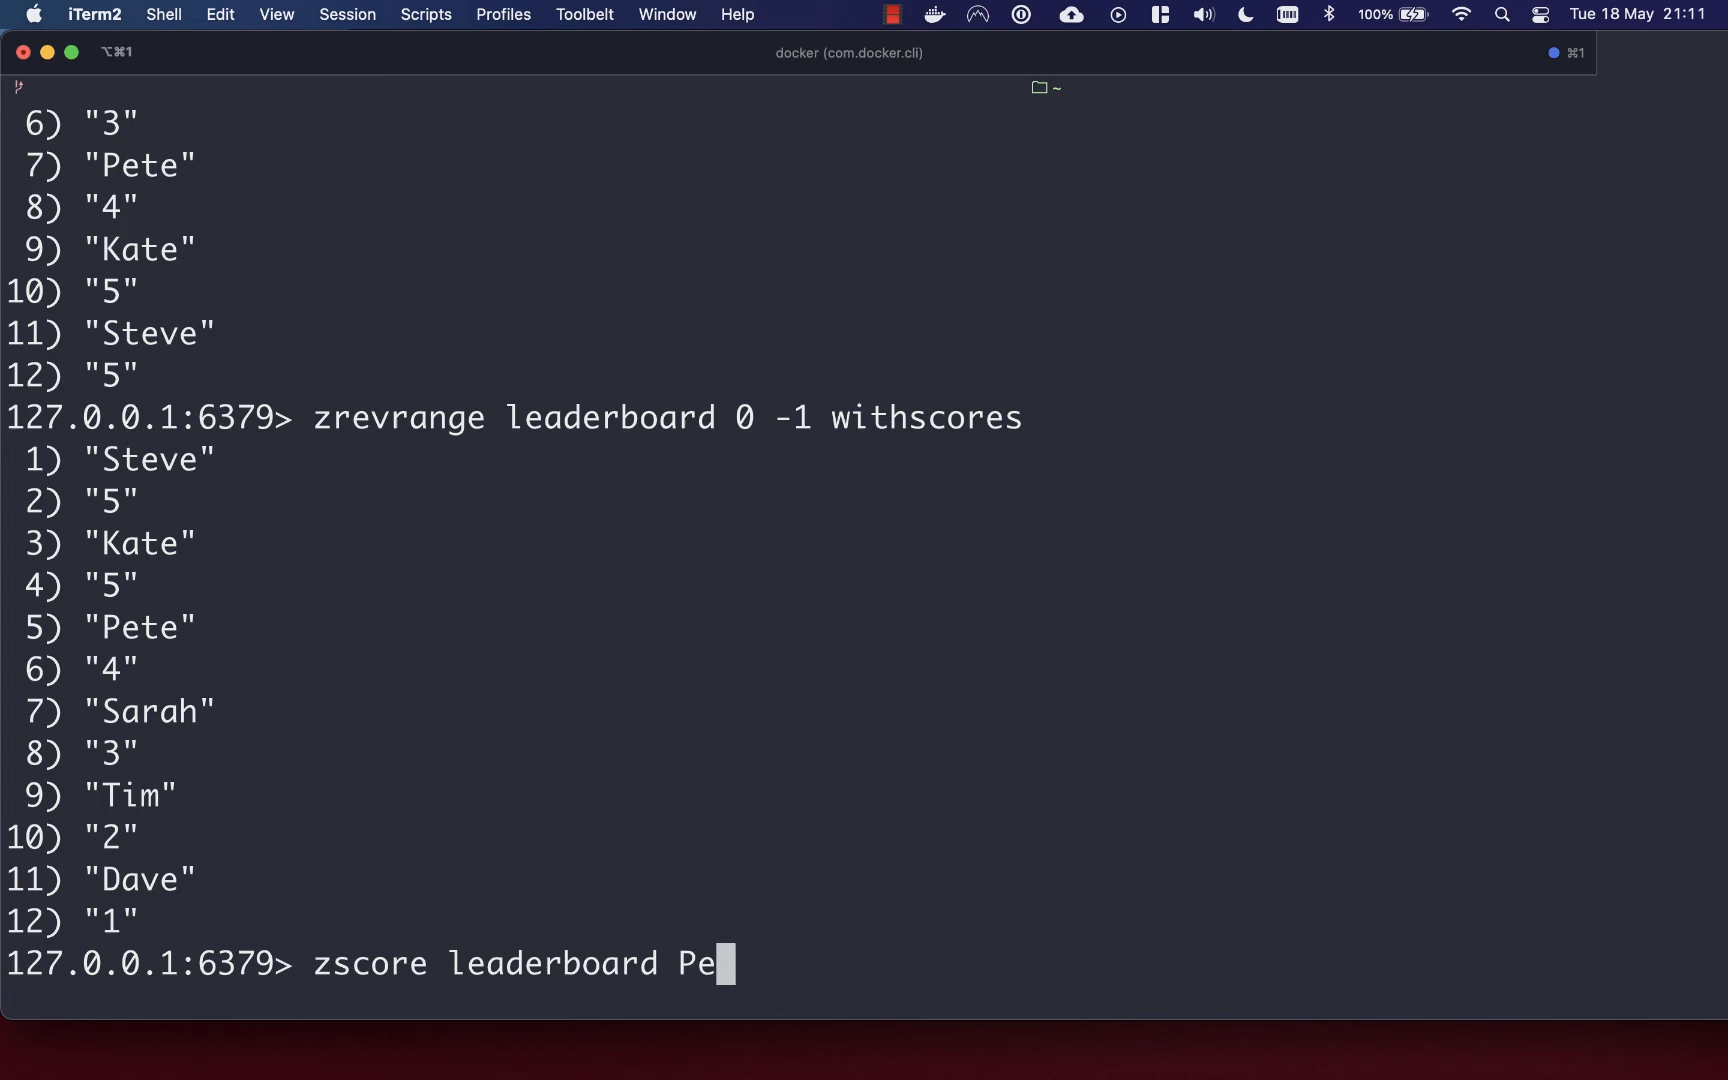 iTerm2 Shell Edit View Session Scripts Profiles Toolbelt Window Help 100% Tue 18 May 21:11
⌥⌘1 docker (com.docker.cli) ⌘1
~
6) "3"
7) "Pete"
8) "4"
9) "Kate"
10) "5"
11) "Steve"
12) "5"
127.0.0.1:6379> zrevrange leaderboard 0 -1 withscores
1) "Steve"
2) "5"
3) "Kate"
4) "5"
5) "Pete"
6) "4"
7) "Sarah"
8) "3"
9) "Tim"
10) "2"
11) "Dave"
12) "1"
127.0.0.1:6379> zscore leaderboard Pe